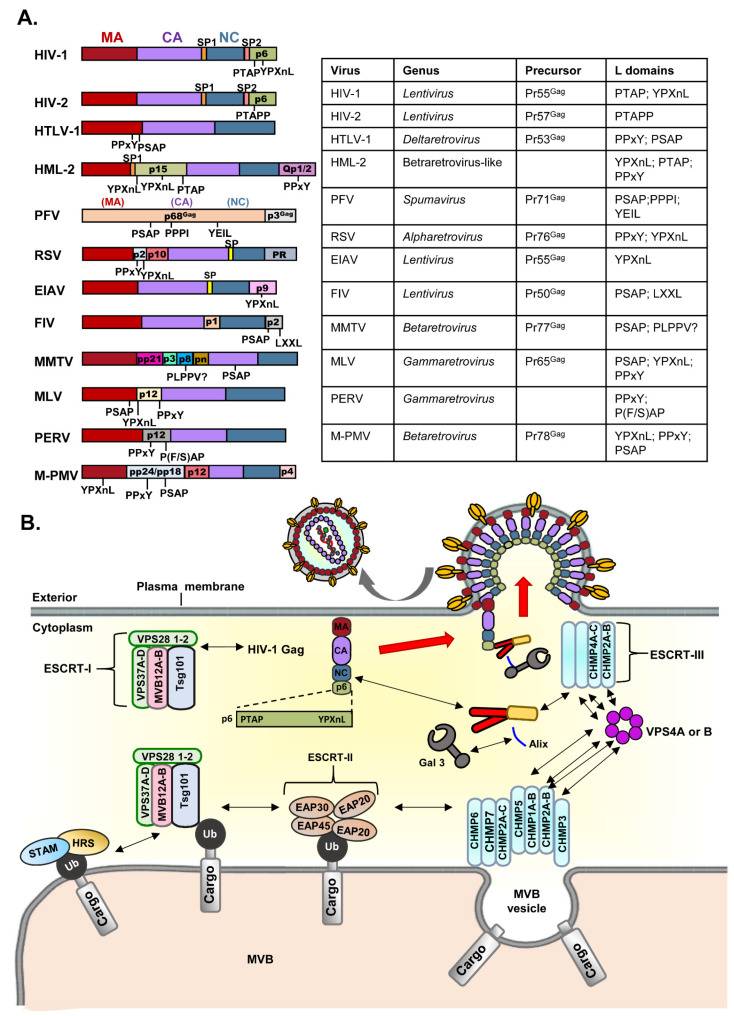 A.
MA CA NC
SP1 SP2
HIV-1 p6
PTAP YPXnL
SP1 SP2
HIV-2 p6
PTAPP
HTLV-1
PPxY PSAP
SP1
HML-2 p15 Qp1/2
YPXnL YPXnL PTAP PPxY
(MA) (CA) (NC)
PFV p68Gag p3Gag
PSAP PPPI YEIL
SP
RSV p2 p10 PR
PPxY YPXnL
SP
EIAV p9
YPXnL
FIV p1 p2
PSAP LXXL
MMTV pp21 p3 p8 pn
PLPPV? PSAP
MLV p12
PSAP YPXnL PPxY
PERV p12
PPxY P(F/S)AP
M-PMV pp24/pp18 p12 p4
YPXnL PPxY PSAP
Virus Genus Precursor L domains
HIV-1 Lentivirus Pr55Gag PTAP; YPXnL
HIV-2 Lentivirus Pr57Gag PTAPP
HTLV-1 Deltaretrovirus Pr53Gag PPxY; PSAP
HML-2 Betraretrovirus-like YPXnL; PTAP;
PPxY
PFV Spumavirus Pr71Gag PSAP;PPPI;
YEIL
RSV Alpharetrovirus Pr76Gag PPxY; YPXnL
EIAV Lentivirus Pr55Gag YPXnL
FIV Lentivirus Pr50Gag PSAP; LXXL
MMTV Betaretrovirus Pr77Gag PSAP; PLPPV?
MLV Gammaretrovirus Pr65Gag PSAP; YPXnL;
PPxY
PERV Gammaretrovirus PPxY;
P(F/S)AP
M-PMV Betaretrovirus Pr78Gag YPXnL; PPxY;
PSAP
B.
Plasma membrane
Exterior
Cytoplasm
ESCRT-I
VPS28 1-2
VPS37A-D
MVB12A-B
Tsg101
HIV-1 Gag
MA
CA
NC
p6
p6 PTAP YPXnL
CHMP4A-C
CHMP2A-B
ESCRT-III
VPS4A or B
Gal 3
Alix
VPS28 1-2
VPS37A-D
MVB12A-B
Tsg101
Ub
Cargo
ESCRT-II
EAP30 EAP20
EAP45 EAP20
Ub
Cargo
CHMP6
CHMP7
CHMP2A-C
CHMP5
CHMP1A-B
CHMP2A-B
CHMP3
STAM HRS
Ub
Cargo
MVB
vesicle
Cargo Cargo
MVB